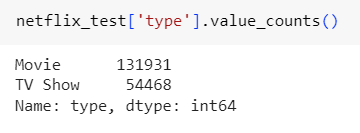 netflix_test['type'].value_counts()
Movie      131931
TV Show     54468
Name: type, dtype: int64